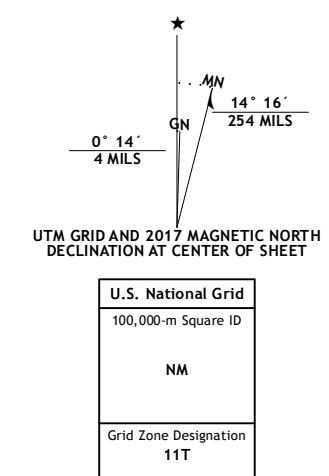 ★
MN
14° 16´
254 MILS
GN
0° 14´
4 MILS
UTM GRID AND 2017 MAGNETIC NORTH
DECLINATION AT CENTER OF SHEET
U.S. National Grid
100,000-m Square ID
NM
Grid Zone Designation
11T